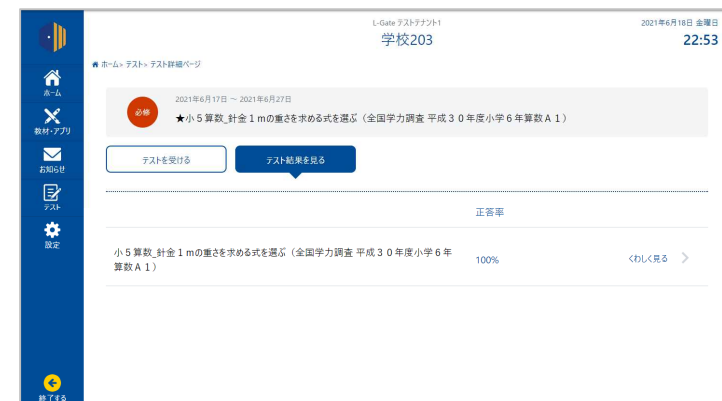 L-Gate テストテナント1
学校203
2021年6月18日 金曜日
22:53
ホーム> テスト> テスト詳細ページ
ホーム
教材・アプリ
お知らせ
テスト
設定
終了する
必修
2021年6月17日 ~ 2021年6月27日
★小5算数_針金1mの重さを求める式を選ぶ（全国学力調査 平成30年度小学6年算数A1）
テストを受ける
テスト結果を見る
正答率
小5算数_針金1mの重さを求める式を選ぶ（全国学力調査 平成30年度小学6年
算数A1）
100%
くわしく見る